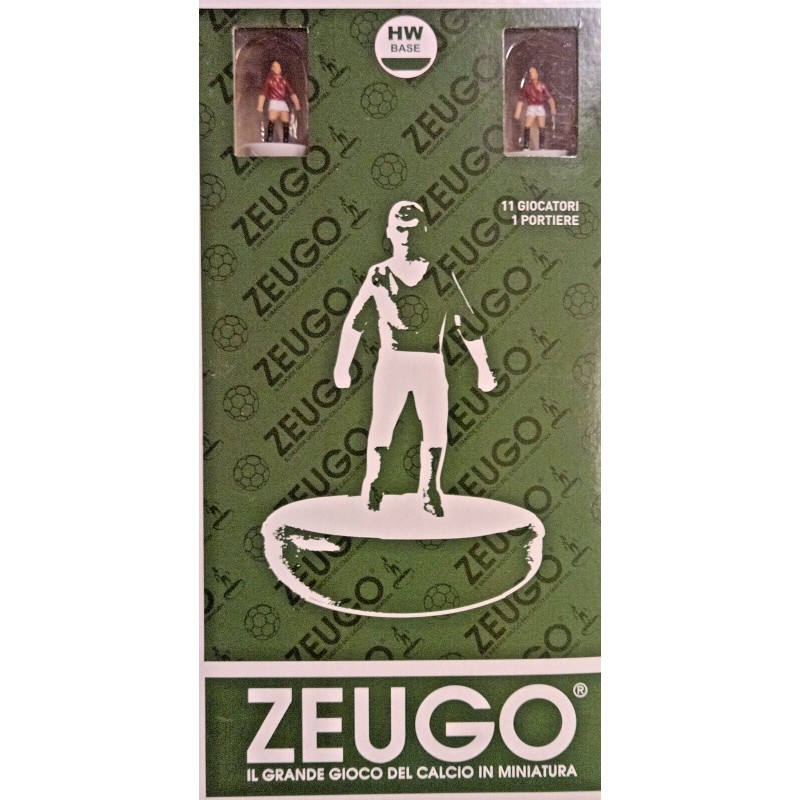 HW
BASE
11 GIOCATORI
1 PORTIERE
ZEUGO
ZEUGO
ZEUGO
ZEUGO
ZEUGO
ZEUGO
ZEUGO
ZEUGO
ZEUGO®
IL GRANDE GIOCO DEL CALCIO IN MINIATURA